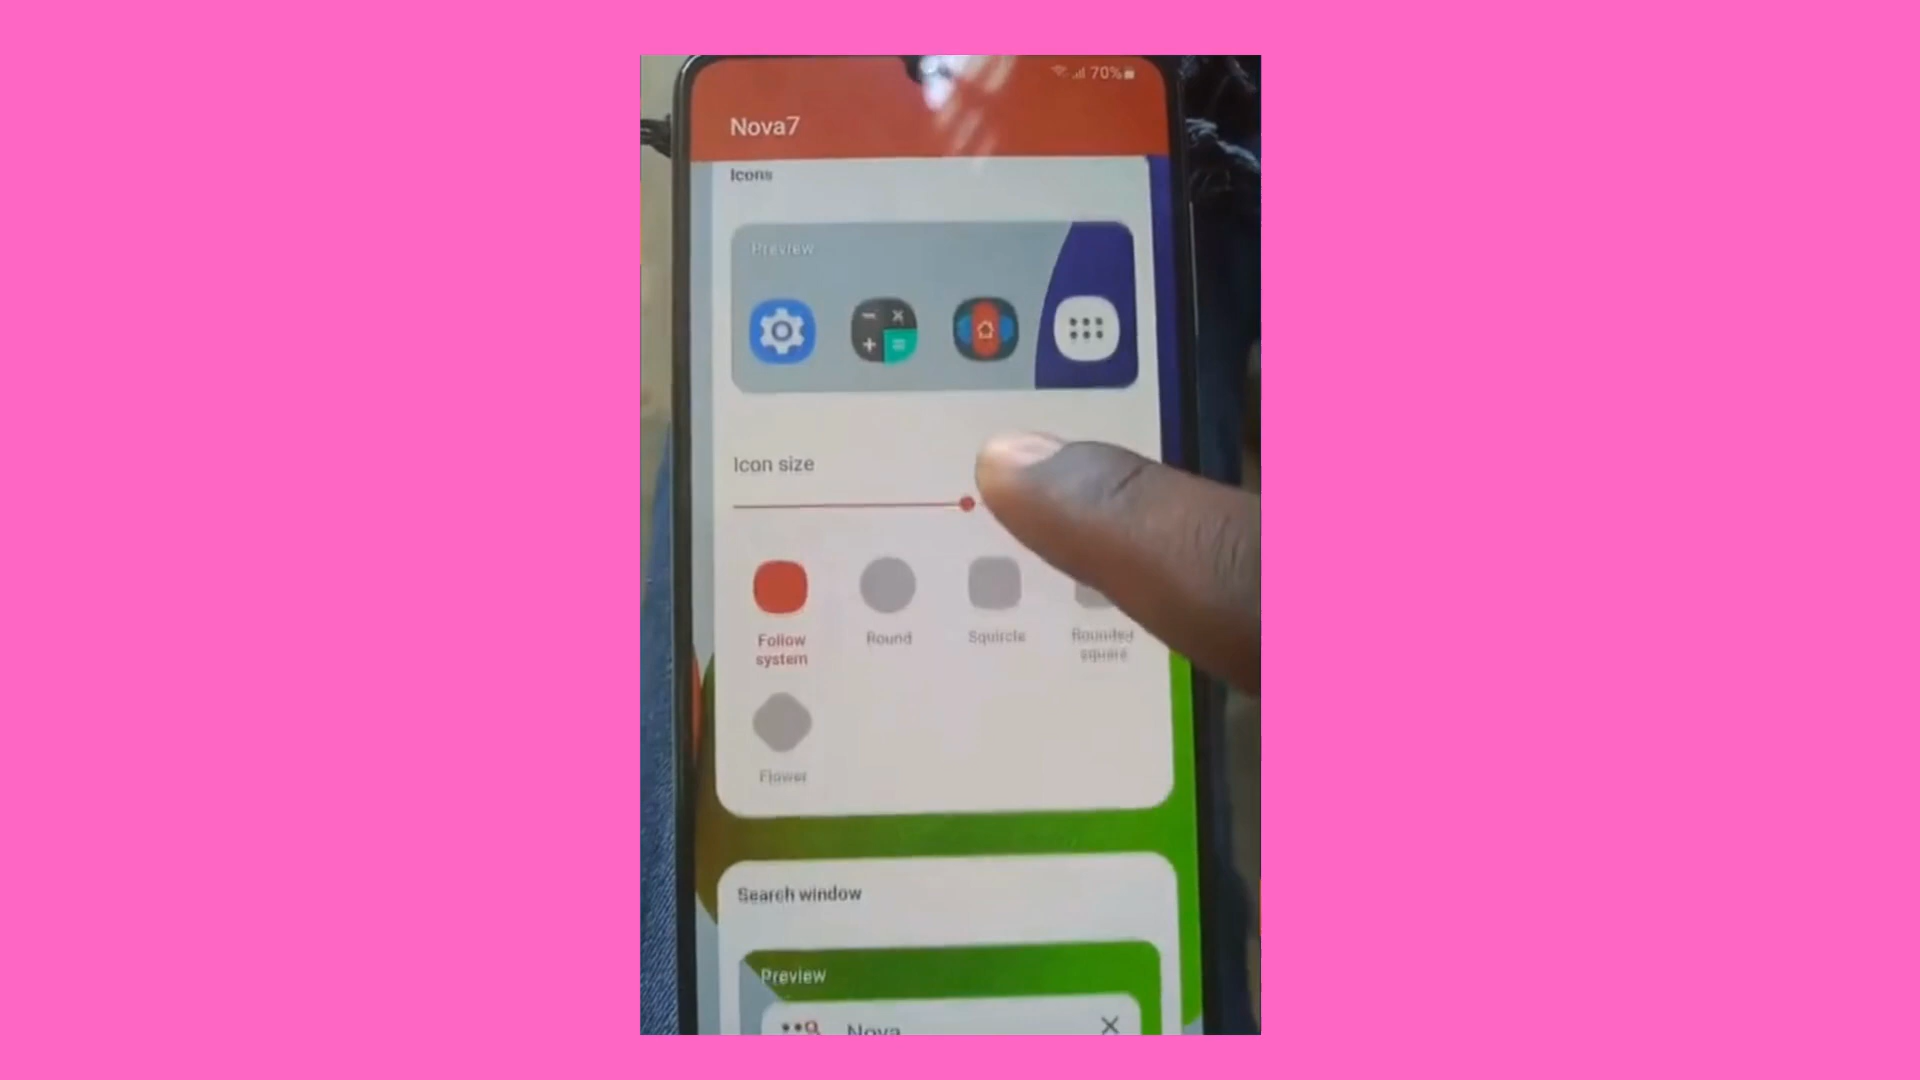 70%
Nova7
Icons
Preview
Icon size
Follow
system
Round
Squircle
Rounded
square
Flower
Search window
Preview
Nova